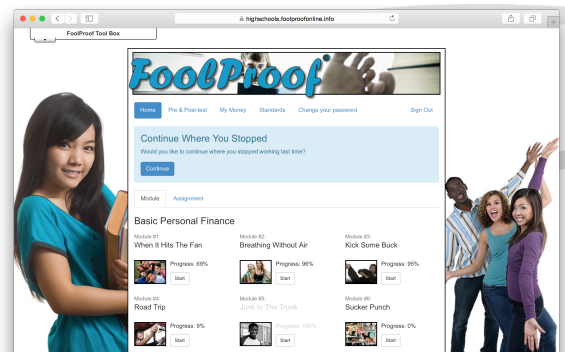 highschools.foolproofonline.info
FoolProof Tool Box
FoolProof
Home Pre & Post-test My Money Standards Change your password Sign Out
Continue Where You Stopped
Would you like to continue where you stopped working last time?
Continue
Module Assignment
Basic Personal Finance
Module #1: Module #2: Module #3:
When It Hits The Fan Breathing Without Air Kick Some Buck
Progress: 69% Progress: 96% Progress: 95%
Start Start Start
Module #4: Module #5: Module #6:
Road Trip Junk In The Trunk Sucker Punch
Progress: 9% Progress: 100% Progress: 0%
Start Start Start